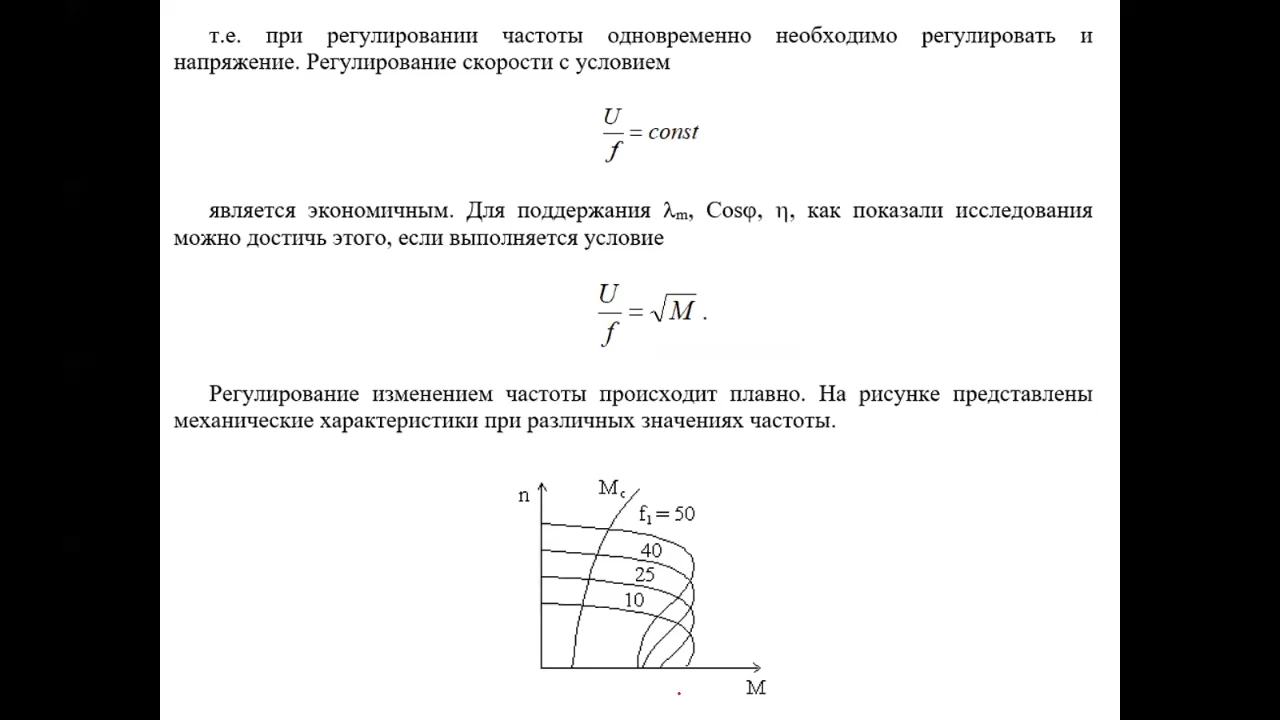 т.е. при регулировании частоты одновременно необходимо регулировать и
напряжение. Регулирование скорости с условием
U/f = const
является экономичным. Для поддержания λm, Cosφ, η, как показали исследования
можно достичь этого, если выполняется условие
U/f = √M .
Регулирование изменением частоты происходит плавно. На рисунке представлены
механические характеристики при различных значениях частоты.
n
Mc
f1 = 50
40
25
10
M